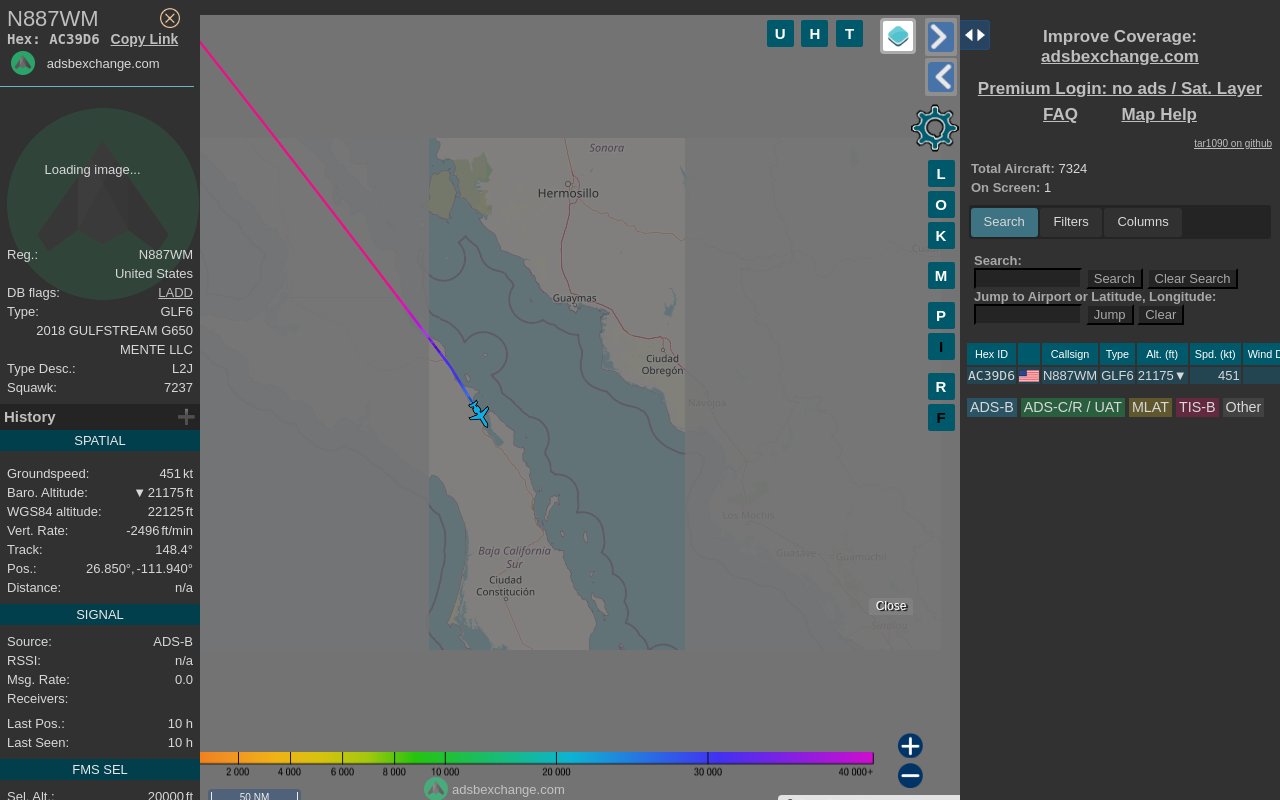 N887WM
Hex: AC39D6 Copy Link
adsbexchange.com
Loading image...
Reg.: N887WM
United States
DB flags: LADD
Type: GLF6
2018 GULFSTREAM G650
MENTE LLC
Type Desc.: L2J
Squawk: 7237
History
SPATIAL
Groundspeed: 451 kt
Baro. Altitude: ▼ 21175 ft
WGS84 altitude: 22125 ft
Vert. Rate: -2496 ft/min
Track: 148.4°
Pos.: 26.850°, -111.940°
Distance: n/a
SIGNAL
Source: ADS-B
RSSI: n/a
Msg. Rate: 0.0
Receivers:
Last Pos.: 10 h
Last Seen: 10 h
FMS SEL
Sel. Alt.: 20000 ft
U H T
L
O
K
M
P
I
R
F
Sonora
Hermosillo
Guaymas
Ciudad
Obregón
Navojoa
Los Mochis
Guasave Guamúchil
Baja California
Sur
Ciudad
Constitución
Close
2 000 4 000 6 000 8 000 10 000 20 000 30 000 40 000+
adsbexchange.com
50 NM
Improve Coverage:
adsbexchange.com
Premium Login: no ads / Sat. Layer
FAQ Map Help
tar1090 on github
Total Aircraft: 7324
On Screen: 1
Search Filters Columns
Search:
Search Clear Search
Jump to Airport or Latitude, Longitude:
Jump Clear
Hex ID Callsign Type Alt. (ft) Spd. (kt) Wind D
AC39D6 N887WM GLF6 21175▼ 451
ADS-B ADS-C/R / UAT MLAT TIS-B Other